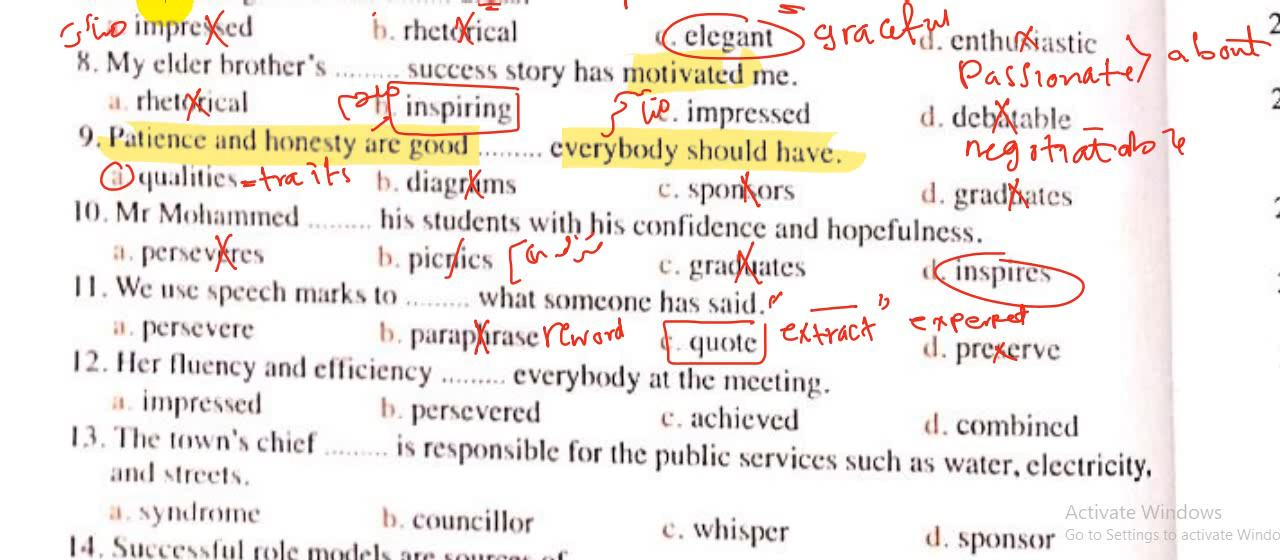 impressed b. rhetorical c. elegant graceful d. enthusiastic
8. My elder brother's ......... success story has motivated me. passionate > about
a. rhetorical b. inspiring c. impressed d. debatable
9. Patience and honesty are good ......... everybody should have.
a. qualities = traits b. diagrams c. sponsors d. graduates
10. Mr Mohammed ......... his students with his confidence and hopefulness.
a. perseveres b. picnics c. graduates d. inspires
11. We use speech marks to ......... what someone has said.
a. persevere b. paraphrase reword c. quote extract d. preserve
12. Her fluency and efficiency ......... everybody at the meeting.
a. impressed b. persevered c. achieved d. combined
13. The town's chief ......... is responsible for the public services such as water, electricity,
and streets.
a. syndrome b. councillor c. whisper d. sponsor
14. Successful role models are sources of
Activate Windows
Go to Settings to activate Windo